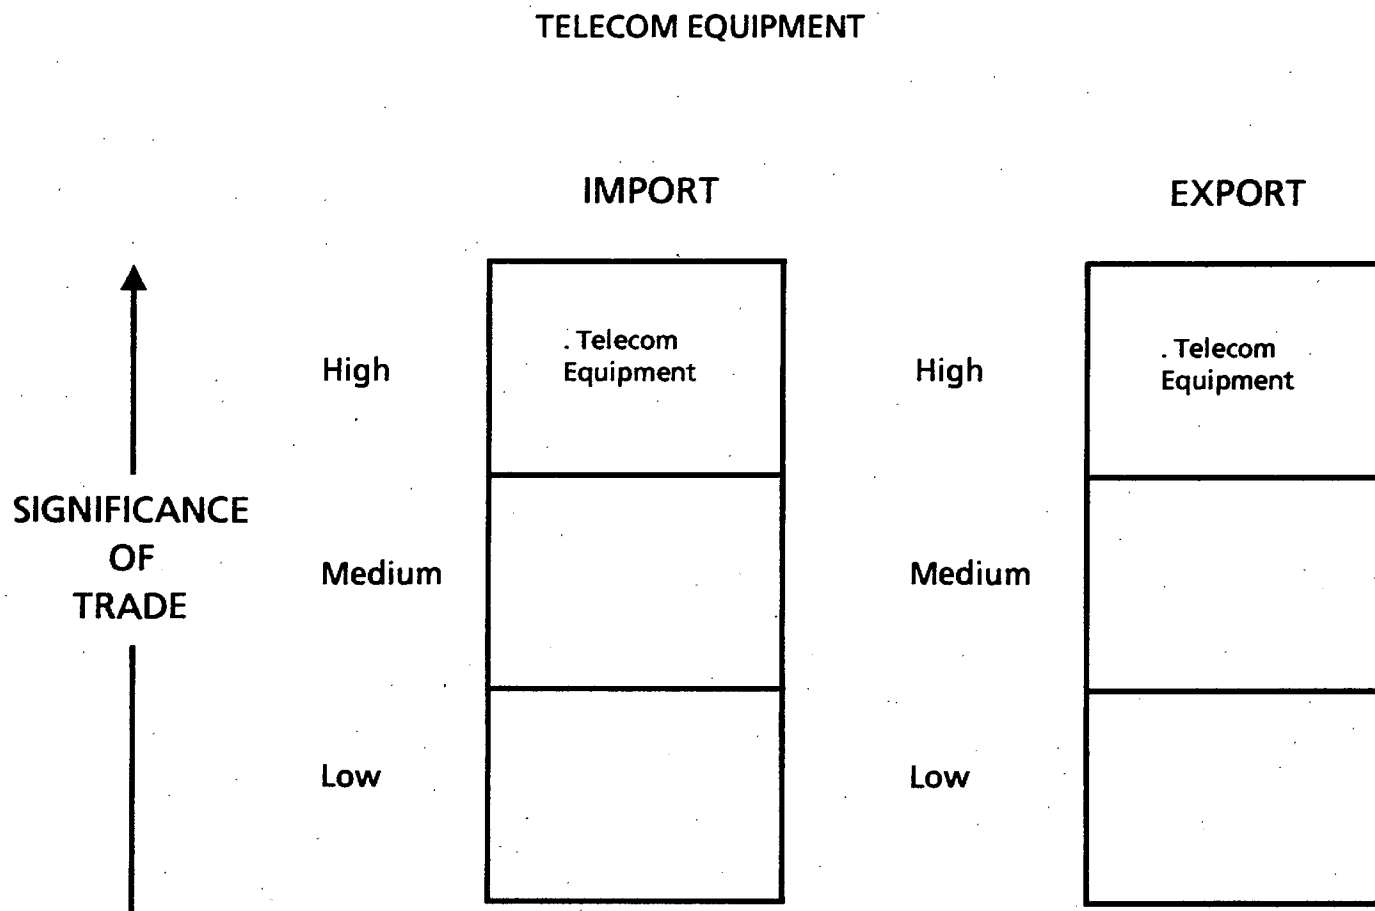 TELECOM EQUIPMENT
IMPORT
EXPORT
High
. Telecom
Equipment
High
. Telecom
Equipment
SIGNIFICANCE
OF
TRADE
Medium
Medium
Low
Low